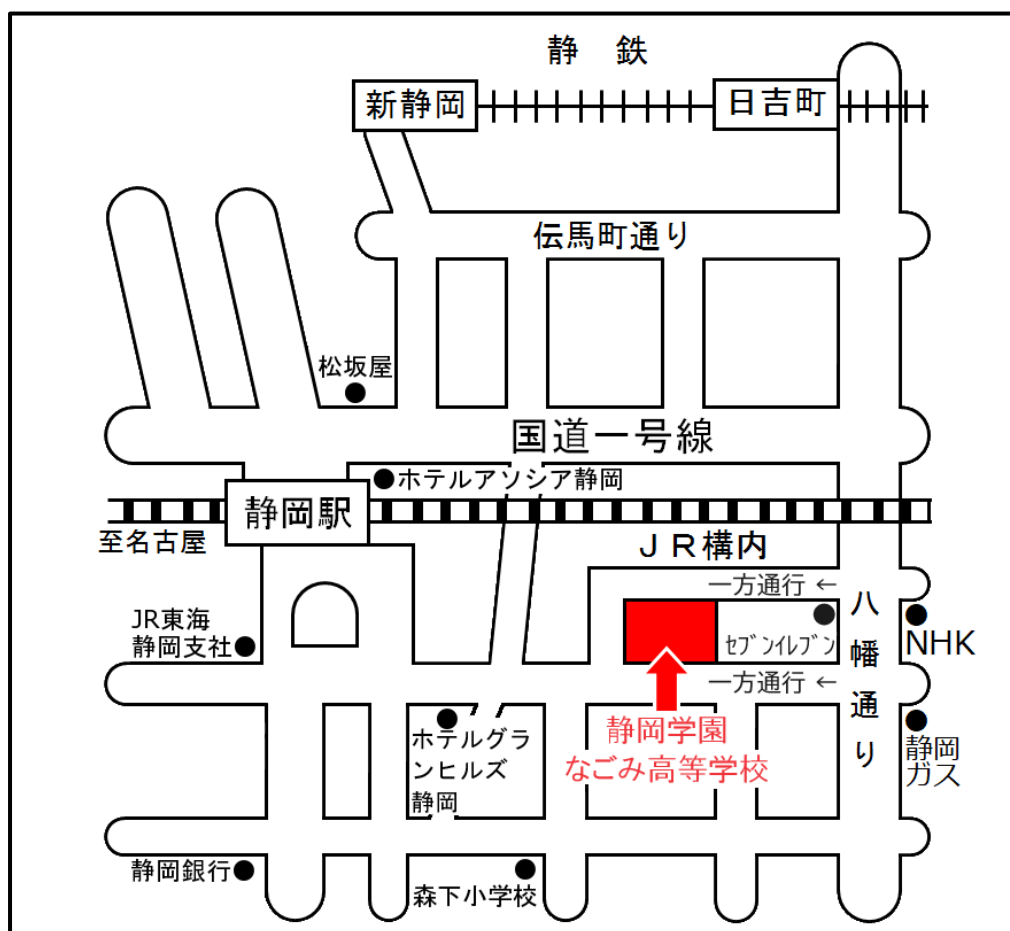 静 鉄
新静岡
日吉町
伝馬町通り
松坂屋
国道一号線
ホテルアソシア静岡
静岡駅
至名古屋
ＪＲ構内
一方通行 ←
JR東海
静岡支社
セブンイレブン
八幡通り
NHK
一方通行 ←
静岡学園
なごみ高等学校
ホテルグラ
ンヒルズ
静岡
静岡
ガス
静岡銀行
森下小学校